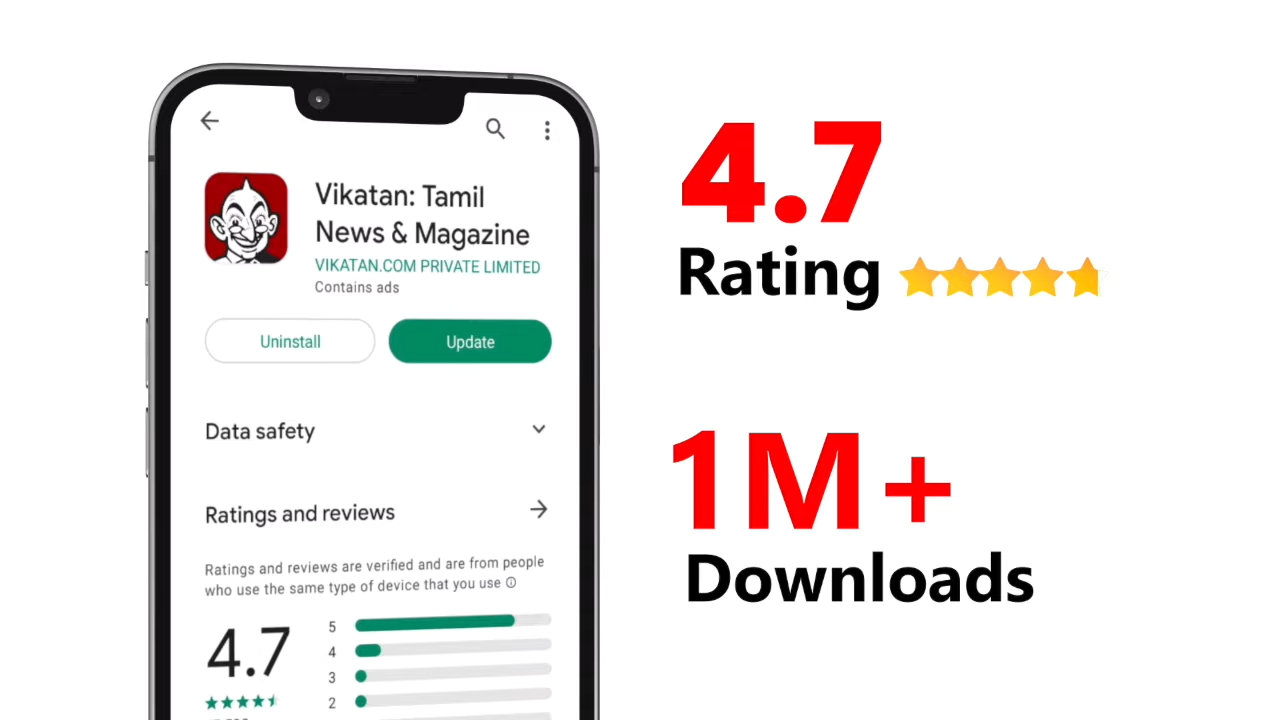 Vikatan: Tamil
News & Magazine
VIKATAN.COM PRIVATE LIMITED
Contains ads
Uninstall
Update
Data safety
Ratings and reviews
Ratings and reviews are verified and are from people
who use the same type of device that you use
4.7
5
4
3
2
4.7
Rating
1M+
Downloads